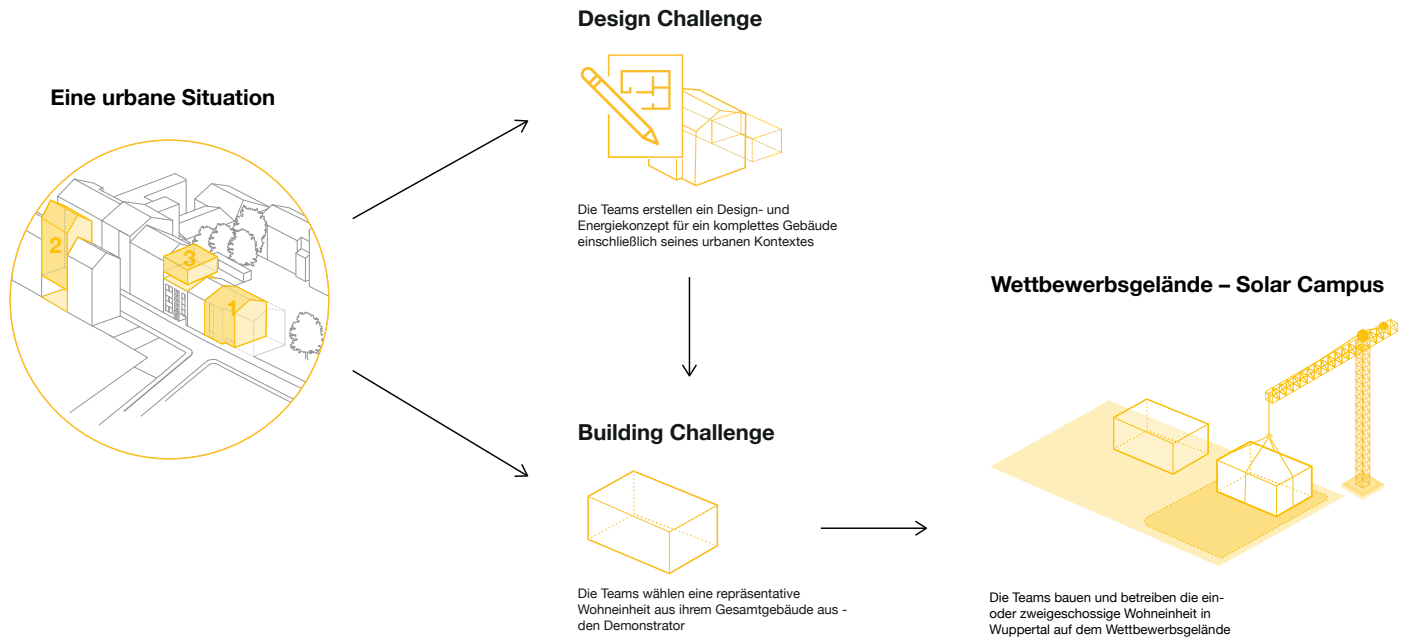 Eine urbane Situation
2
3
1
Design Challenge
Die Teams erstellen ein Design- und
Energiekonzept für ein komplettes Gebäude
einschließlich seines urbanen Kontextes
Building Challenge
Die Teams wählen eine repräsentative
Wohneinheit aus ihrem Gesamtgebäude aus -
den Demonstrator
Wettbewerbsgelände – Solar Campus
Die Teams bauen und betreiben die ein-
oder zweigeschossige Wohneinheit in
Wuppertal auf dem Wettbewerbsgelände